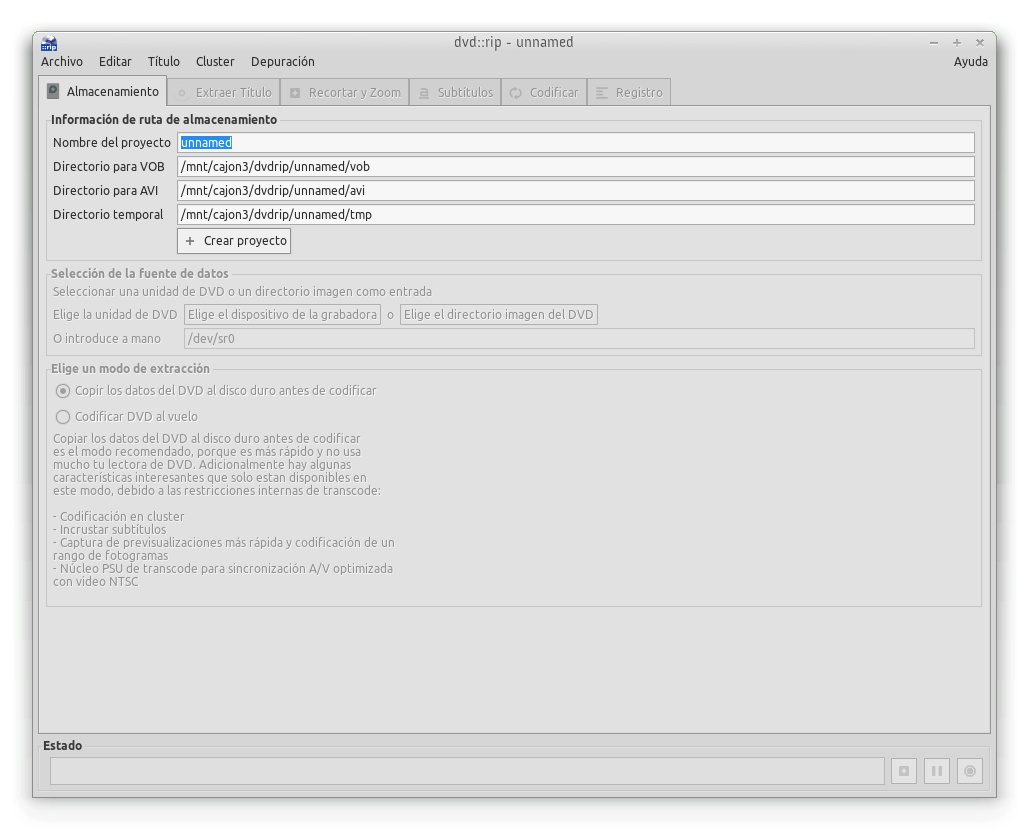 dvd::rip - unnamed
Archivo Editar Título Cluster Depuración Ayuda
Almacenamiento Extraer Título Recortar y Zoom Subtítulos Codificar Registro
Información de ruta de almacenamiento
Nombre del proyecto unnamed
Directorio para VOB /mnt/cajon3/dvdrip/unnamed/vob
Directorio para AVI /mnt/cajon3/dvdrip/unnamed/avi
Directorio temporal /mnt/cajon3/dvdrip/unnamed/tmp
+ Crear proyecto
Selección de la fuente de datos
Seleccionar una unidad de DVD o un directorio imagen como entrada
Elige la unidad de DVD Elige el dispositivo de la grabadora o Elige el directorio imagen del DVD
O introduce a mano /dev/sr0
Elige un modo de extracción
Copir los datos del DVD al disco duro antes de codificar
Codificar DVD al vuelo
Copiar los datos del DVD al disco duro antes de codificar
es el modo recomendado, porque es más rápido y no usa
mucho tu lectora de DVD. Adicionalmente hay algunas
características interesantes que solo estan disponibles en
este modo, debido a las restricciones internas de transcode:
- Codificación en cluster
- Incrustar subtítulos
- Captura de previsualizaciones más rápida y codificación de un
rango de fotogramas
- Núcleo PSU de transcode para sincronización A/V optimizada
con video NTSC
Estado